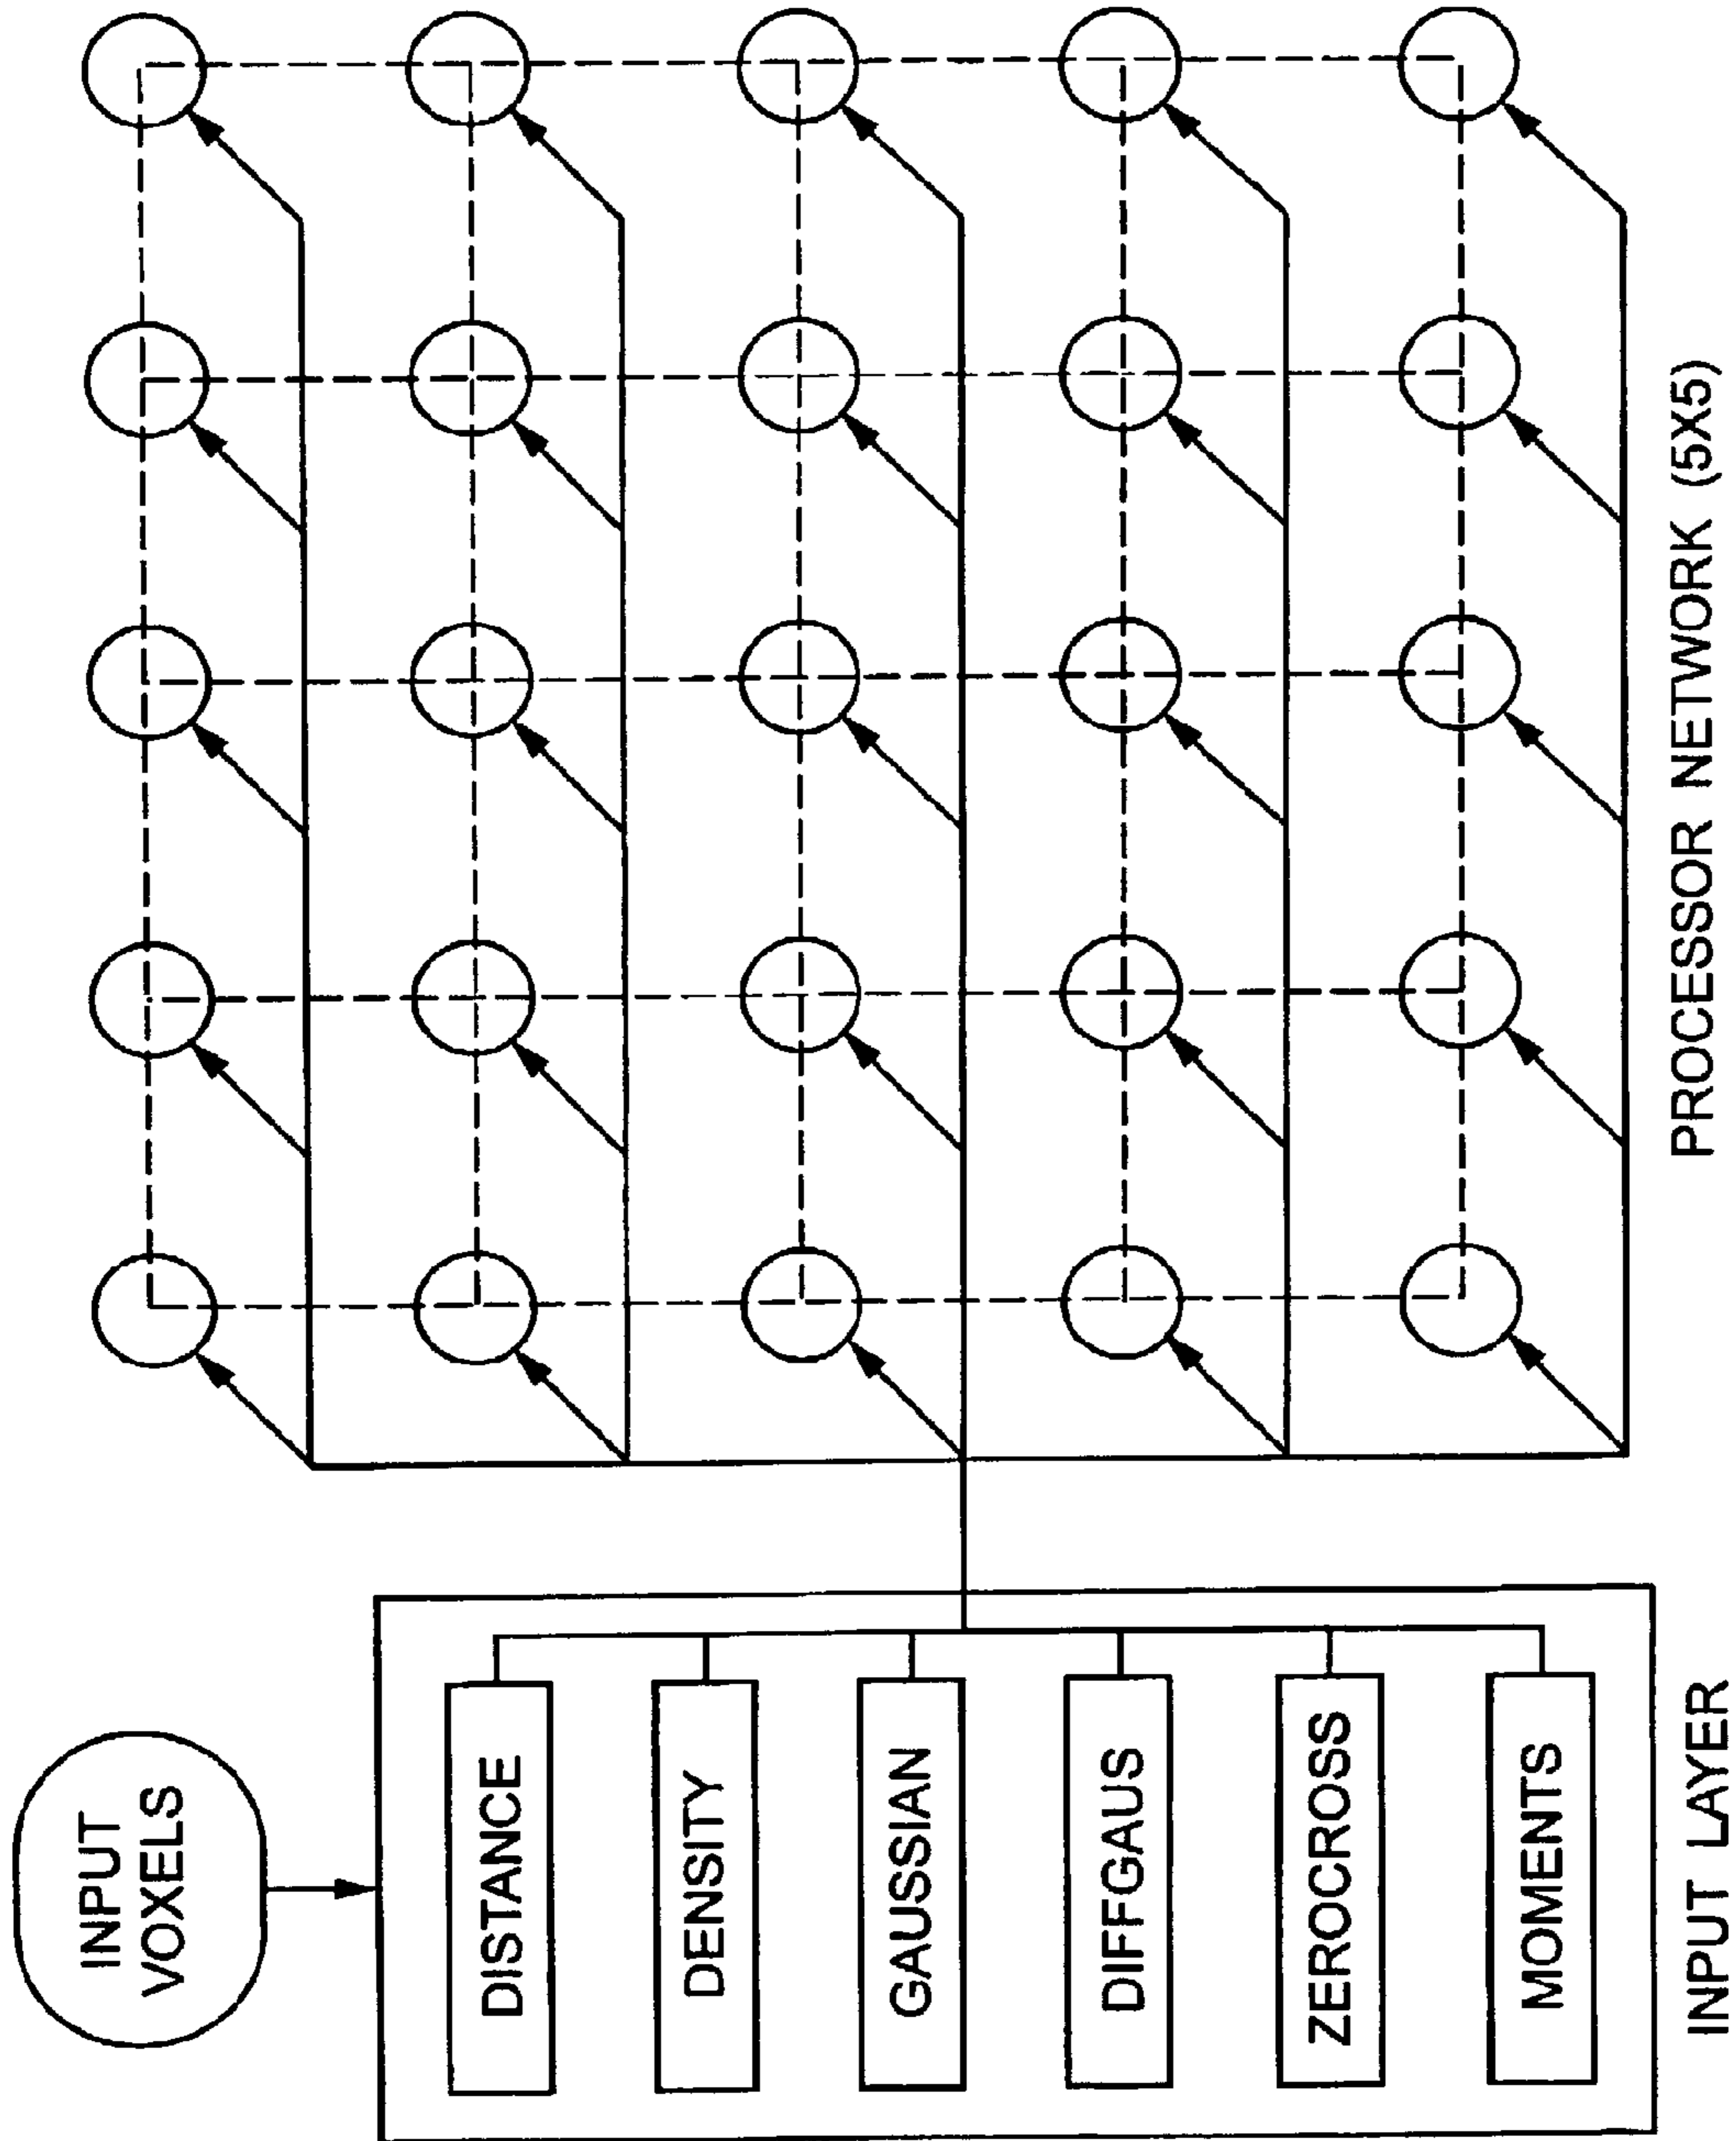 INPUT
VOXELS
DISTANCE
DENSITY
GAUSSIAN
DIFFGAUS
ZEROCROSS
MOMENTS
INPUT LAYER
PROCESSOR NETWORK (5X5)